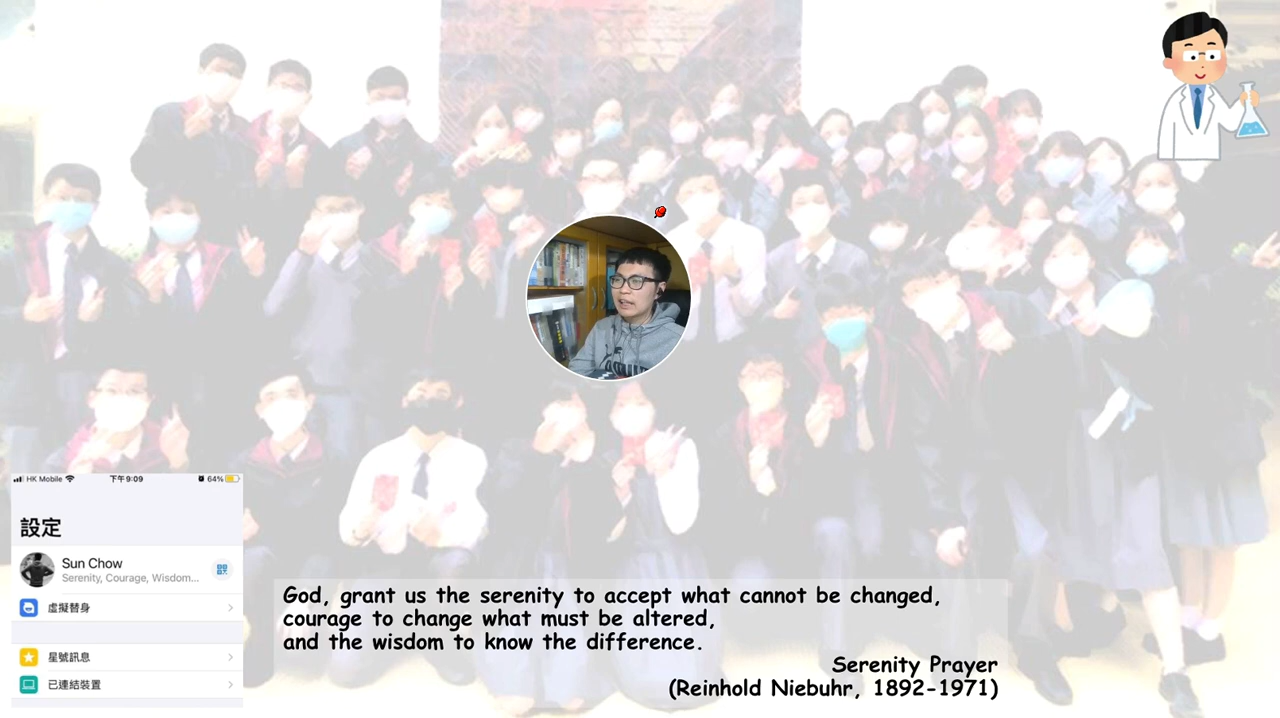 HK Mobile 下午9:09 64%
設定
Sun Chow
Serenity, Courage, Wisdom...
虛擬替身
星號訊息
已連結裝置
God, grant us the serenity to accept what cannot be changed,
courage to change what must be altered,
and the wisdom to know the difference.
Serenity Prayer
(Reinhold Niebuhr, 1892-1971)